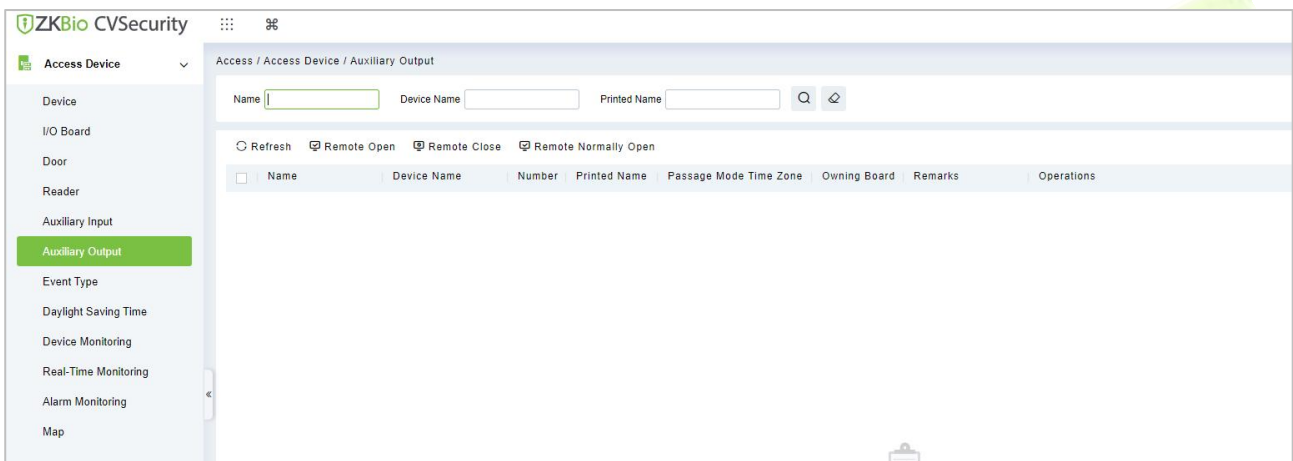 ZKBio CVSecurity
Access Device
Device
I/O Board
Door
Reader
Auxiliary Input
Auxiliary Output
Event Type
Daylight Saving Time
Device Monitoring
Real-Time Monitoring
Alarm Monitoring
Map
Access / Access Device / Auxiliary Output
Name Device Name Printed Name
Refresh Remote Open Remote Close Remote Normally Open
Name Device Name Number Printed Name Passage Mode Time Zone Owning Board Remarks Operations